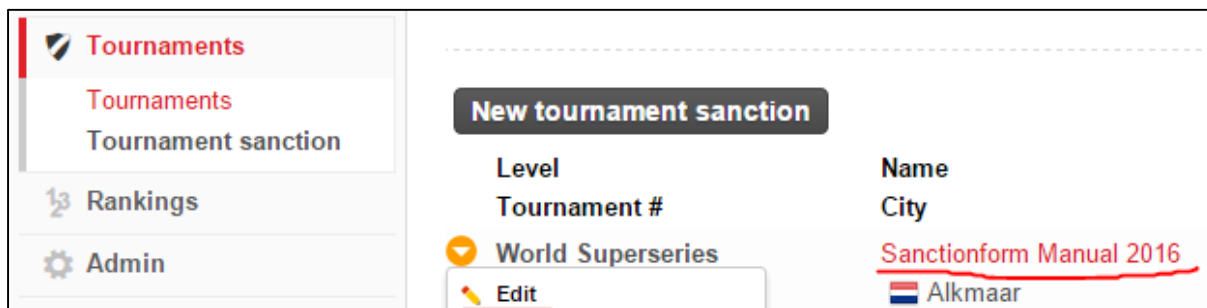 Tournaments
Tournaments
Tournament sanction
123 Rankings
Admin
New tournament sanction
Level Name
Tournament # City
World Superseries Sanctionform Manual 2016
Edit Alkmaar